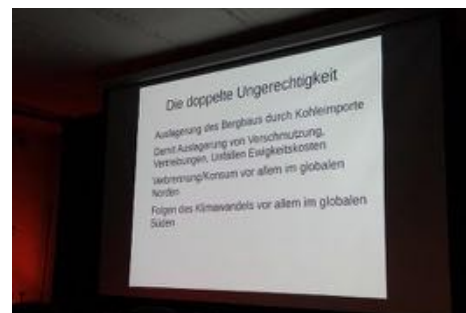 Die doppelte Ungerechtigkeit
Auslagerung des Bergbaus durch Kohleimporte
Damit Auslagerung von Verschmutzung,
Vertreibungen, Unfällen Ewigkeitskosten
Verbrennung/Konsum vor allem im globalen
Norden
Folgen des Klimawandels vor allem im globalen
Süden